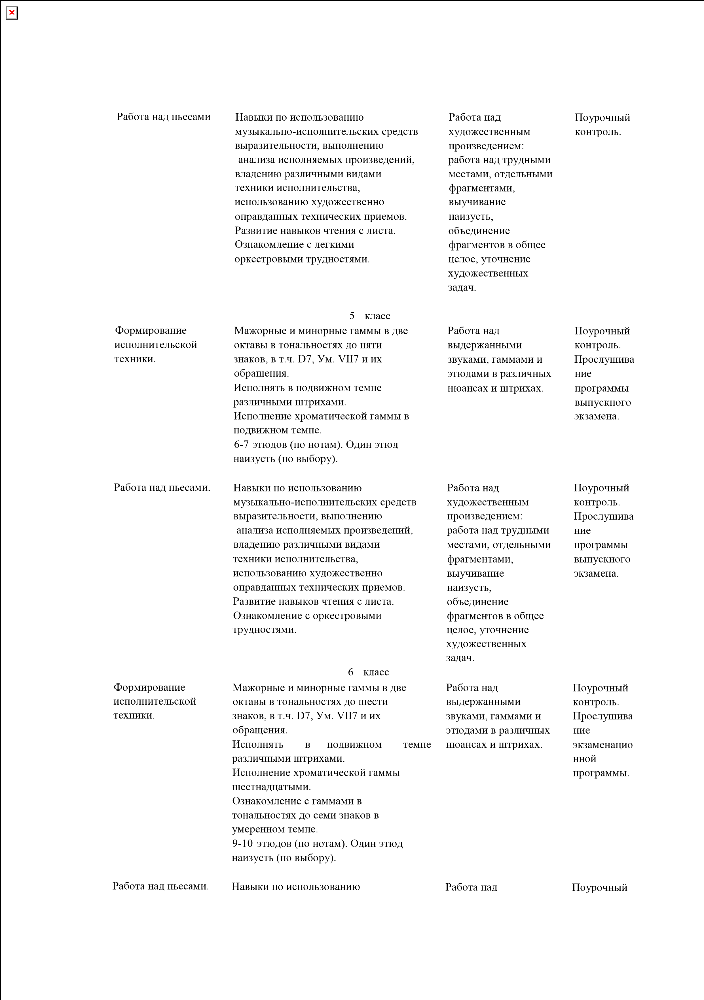 Работа над пьесами
Навыки по использованию
музыкально-исполнительских средств
выразительности, выполнению
анализа исполняемых произведений,
владению различными видами
техники исполнительства,
использованию художественно
оправданных технических приемов.
Развитие навыков чтения с листа.
Ознакомление с легкими
оркестровыми трудностями.
Работа над
художественным
произведением:
работа над трудными
местами, отдельными
фрагментами,
выучивание
наизусть,
объединение
фрагментов в общее
целое, уточнение
художественных
задач.
Поурочный
контроль.
5 класс
Формирование
исполнительской
техники.
Мажорные и минорные гаммы в две
октавы в тональностях до пяти
знаков, в т.ч. D7, Ум. VII7 и их
обращения.
Исполнять в подвижном темпе
различными штрихами.
Исполнение хроматической гаммы в
подвижном темпе.
6-7 этюдов (по нотам). Один этюд
наизусть (по выбору).
Работа над
выдержанными
звуками, гаммами и
этюдами в различных
нюансах и штрихах.
Поурочный
контроль.
Прослушива
ние
программы
выпускного
экзамена.
Работа над пьесами.
Навыки по использованию
музыкально-исполнительских средств
выразительности, выполнению
анализа исполняемых произведений,
владению различными видами
техники исполнительства,
использованию художественно
оправданных технических приемов.
Развитие навыков чтения с листа.
Ознакомление с оркестровыми
трудностями.
Работа над
художественным
произведением:
работа над трудными
местами, отдельными
фрагментами,
выучивание
наизусть,
объединение
фрагментов в общее
целое, уточнение
художественных
задач.
Поурочный
контроль.
Прослушива
ние
программы
выпускного
экзамена.
6 класс
Формирование
исполнительской
техники.
Мажорные и минорные гаммы в две
октавы в тональностях до шести
знаков, в т.ч. D7, Ум. VII7 и их
обращения.
Исполнять в подвижном темпе
различными штрихами.
Исполнение хроматической гаммы
шестнадцатыми.
Ознакомление с гаммами в
тональностях до семи знаков в
умеренном темпе.
9-10 этюдов (по нотам). Один этюд
наизусть (по выбору).
Работа над
выдержанными
звуками, гаммами и
этюдами в различных
нюансах и штрихах.
Поурочный
контроль.
Прослушива
ние
экзаменацио
нной
программы.
Работа над пьесами.
Навыки по использованию
Работа над
Поурочный